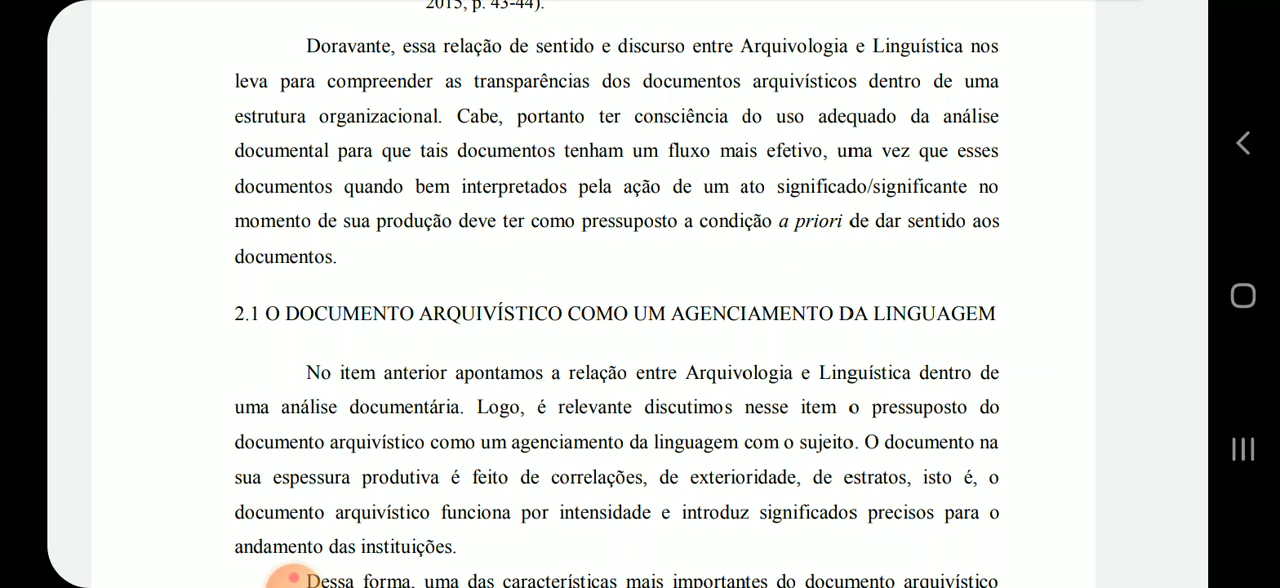 2015, p. 43-44).
Doravante, essa relação de sentido e discurso entre Arquivologia e Linguística nos
leva para compreender as transparências dos documentos arquivísticos dentro de uma
estrutura organizacional. Cabe, portanto ter consciência do uso adequado da análise
documental para que tais documentos tenham um fluxo mais efetivo, uma vez que esses
documentos quando bem interpretados pela ação de um ato significado/significante no
momento de sua produção deve ter como pressuposto a condição a priori de dar sentido aos
documentos.
2.1 O DOCUMENTO ARQUIVÍSTICO COMO UM AGENCIAMENTO DA LINGUAGEM
No item anterior apontamos a relação entre Arquivologia e Linguística dentro de
uma análise documentária. Logo, é relevante discutimos nesse item o pressuposto do
documento arquivístico como um agenciamento da linguagem com o sujeito. O documento na
sua espessura produtiva é feito de correlações, de exterioridade, de estratos, isto é, o
documento arquivístico funciona por intensidade e introduz significados precisos para o
andamento das instituições.
Dessa forma, uma das características mais importantes do documento arquivístico